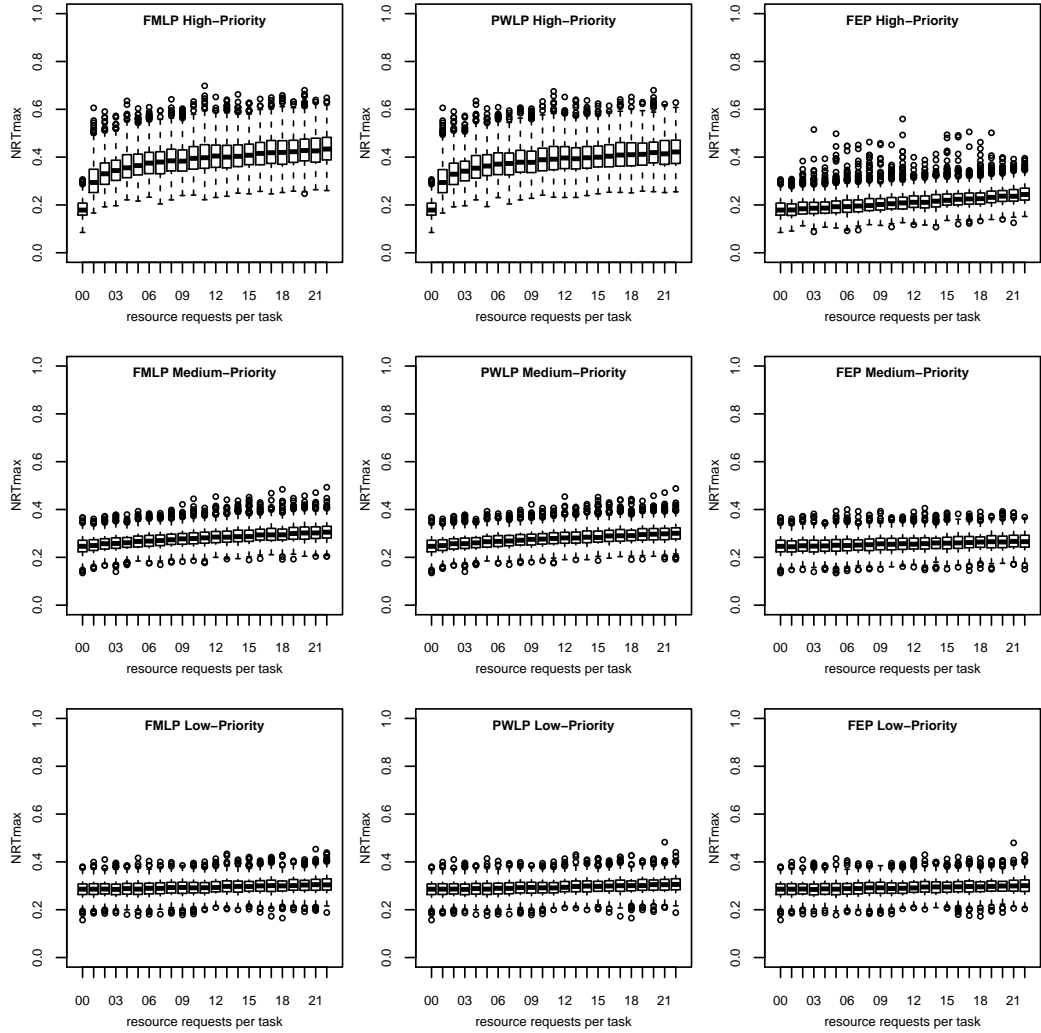 FMLP High−Priority
NRTmax
0.0 0.2 0.4 0.6 0.8 1.0
00 03 06 09 12 15 18 21
resource requests per task
PWLP High−Priority
NRTmax
0.0 0.2 0.4 0.6 0.8 1.0
00 03 06 09 12 15 18 21
resource requests per task
FEP High−Priority
NRTmax
0.0 0.2 0.4 0.6 0.8 1.0
00 03 06 09 12 15 18 21
resource requests per task
FMLP Medium−Priority
NRTmax
0.0 0.2 0.4 0.6 0.8 1.0
00 03 06 09 12 15 18 21
resource requests per task
PWLP Medium−Priority
NRTmax
0.0 0.2 0.4 0.6 0.8 1.0
00 03 06 09 12 15 18 21
resource requests per task
FEP Medium−Priority
NRTmax
0.0 0.2 0.4 0.6 0.8 1.0
00 03 06 09 12 15 18 21
resource requests per task
FMLP Low−Priority
NRTmax
0.0 0.2 0.4 0.6 0.8 1.0
00 03 06 09 12 15 18 21
resource requests per task
PWLP Low−Priority
NRTmax
0.0 0.2 0.4 0.6 0.8 1.0
00 03 06 09 12 15 18 21
resource requests per task
FEP Low−Priority
NRTmax
0.0 0.2 0.4 0.6 0.8 1.0
00 03 06 09 12 15 18 21
resource requests per task